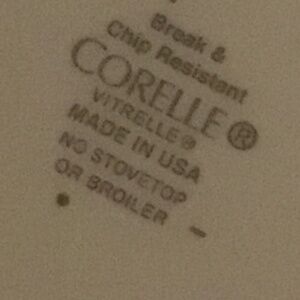 Break &
Chip Resistant
CORELLE®
VITRELLE®
MADE IN USA
NO STOVETOP
OR BROILER